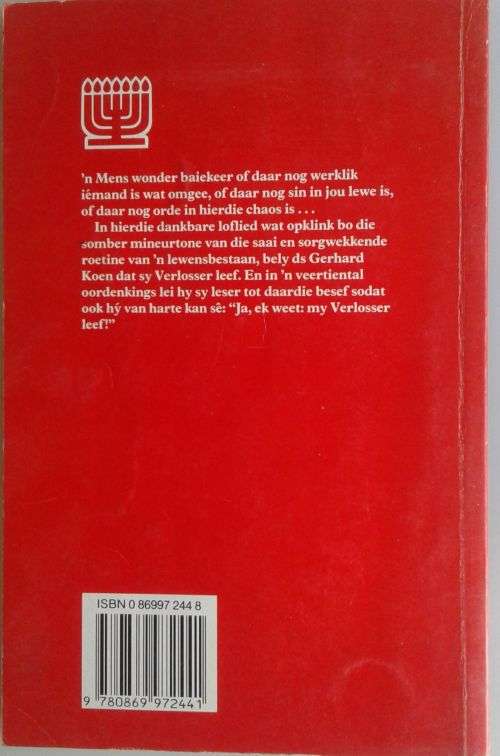 'n Mens wonder baiekeer of daar nog werklik
iémand is wat omgee, of daar nog sin in jou lewe is,
of daar nog orde in hierdie chaos is . . .
In hierdie dankbare loflied wat opklink bo die
somber mineurtone van die saai en sorgwekkende
roetine van 'n lewensbestaan, bely ds Gerhard
Koen dat sy Verlosser leef. En in 'n veertiental
oordenkings lei hy sy leser tot daardie besef sodat
ook hý van harte kan sê: “Ja, ek weet: my Verlosser
leef!”
ISBN 0 86997 244 8
9 780869 972441